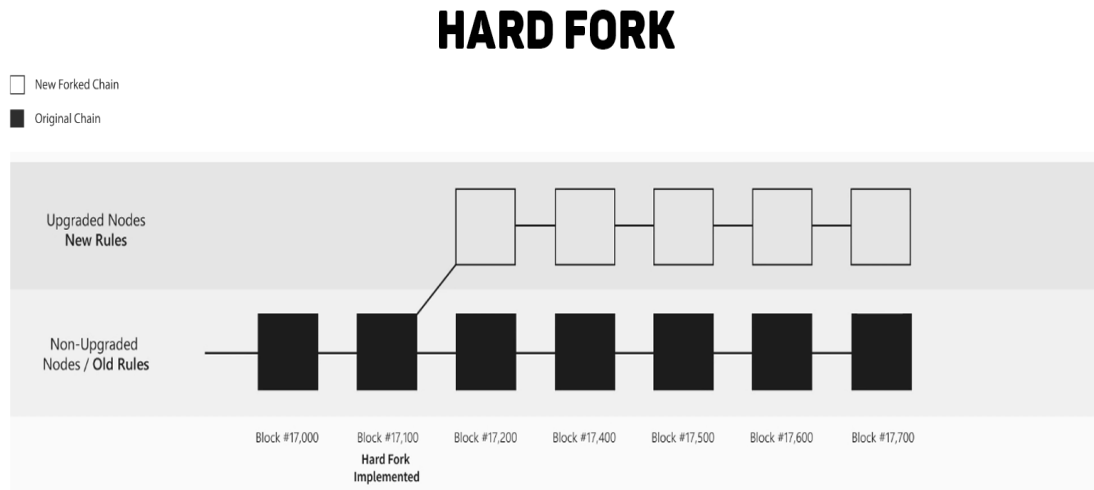 HARD FORK
New Forked Chain
Original Chain
Upgraded Nodes
New Rules
Non-Upgraded
Nodes / Old Rules
Block #17,000
Block #17,100
Block #17,200
Block #17,400
Block #17,500
Block #17,600
Block #17,700
Hard Fork
Implemented